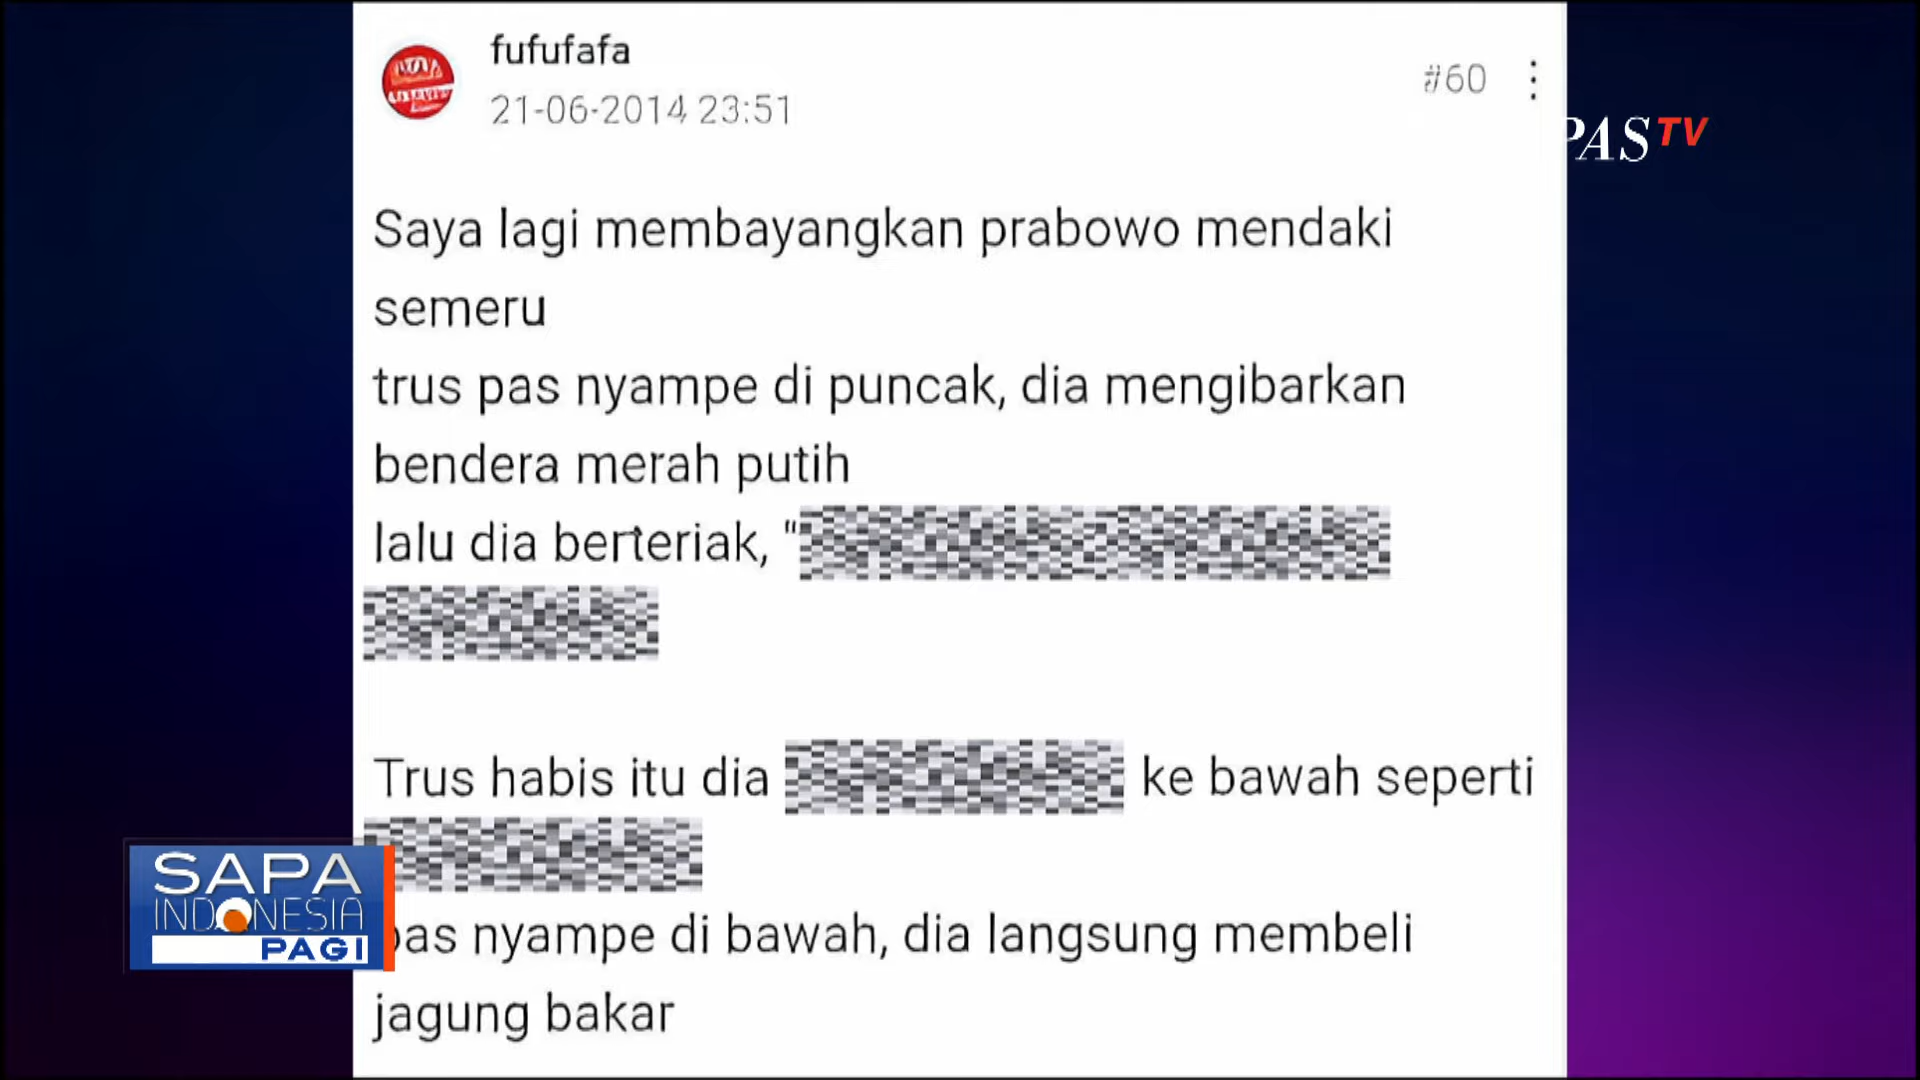 fufufafa
21-06-2014 23:51
#60
PAS TV
Saya lagi membayangkan prabowo mendaki
semeru
trus pas nyampe di puncak, dia mengibarkan
bendera merah putih
lalu dia berteriak, "
Trus habis itu dia ke bawah seperti
pas nyampe di bawah, dia langsung membeli
jagung bakar
SAPA
INDONESIA
PAGI